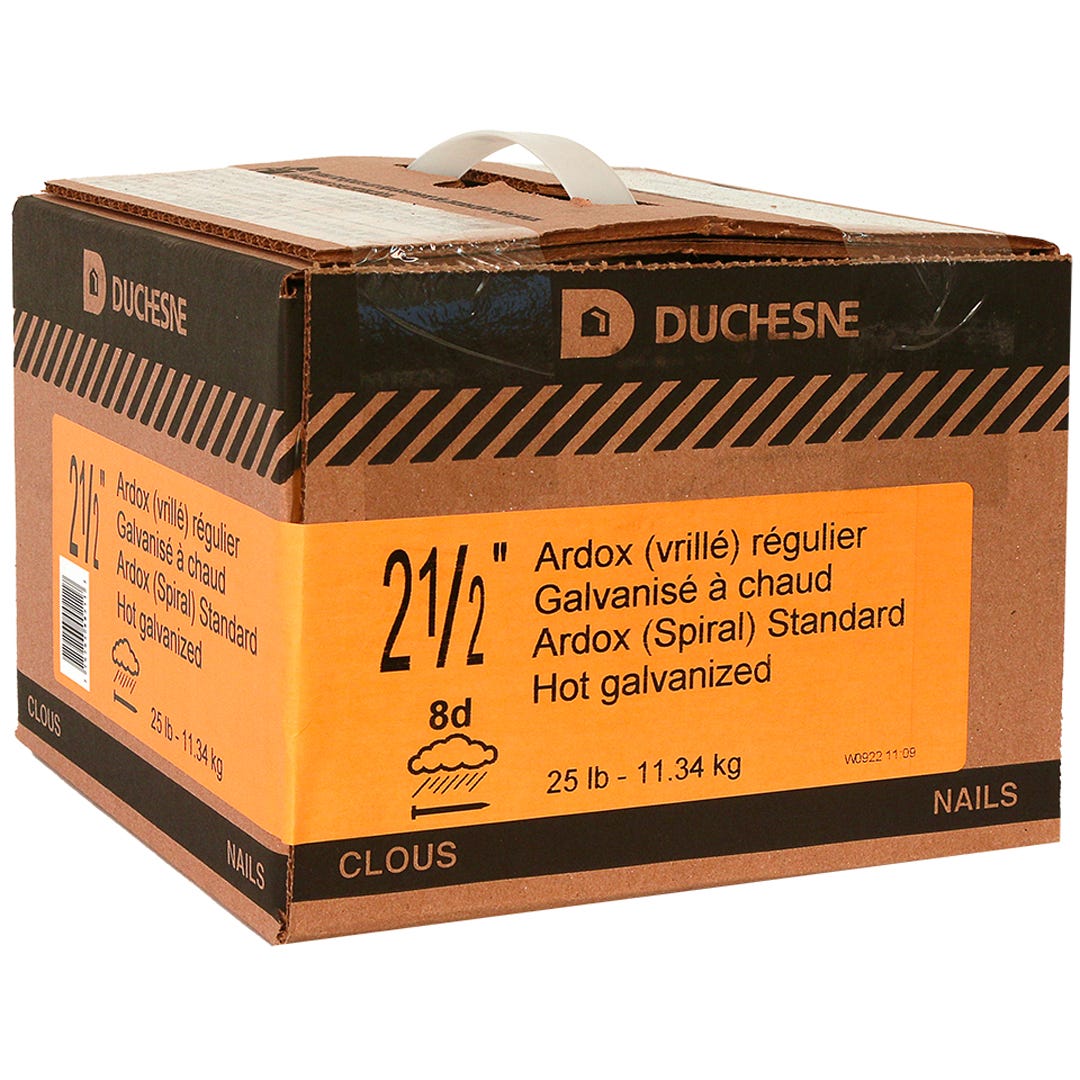 DUCHESNE
2 1/2"
Ardox (vrillé) régulier
Galvanisé à chaud
Ardox (Spiral) Standard
Hot galvanized
25 lb - 11.34 kg
CLOUS
NAILS
DUCHESNE
2 1/2"
Ardox (vrillé) régulier
Galvanisé à chaud
Ardox (Spiral) Standard
Hot galvanized
8d
25 lb - 11.34 kg
W0922 11:09
CLOUS
NAILS